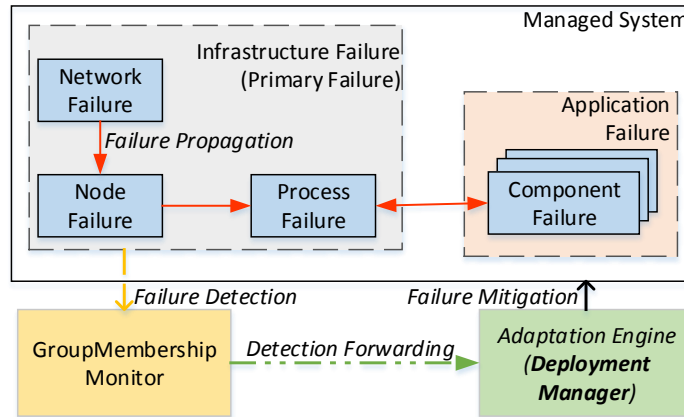 Managed System
Infrastructure Failure
(Primary Failure)
Network
Failure
Failure Propagation
Node
Failure
Process
Failure
Application
Failure
Component
Failure
Failure Detection
Failure Mitigation
GroupMembership
Monitor
Detection Forwarding
Adaptation Engine
(Deployment
Manager)